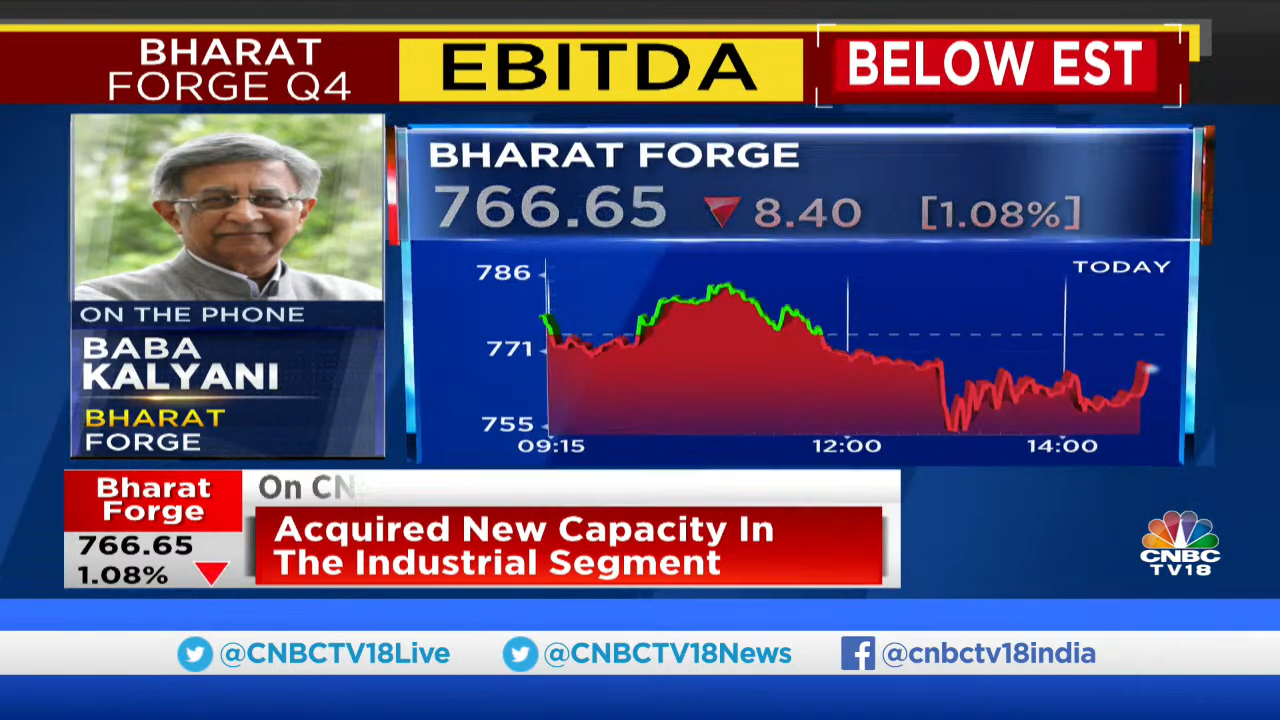 BHARAT
FORGE Q4
EBITDA
BELOW EST
ON THE PHONE
BABA
KALYANI
BHARAT
FORGE
BHARAT FORGE
766.65 ▼ 8.40 [1.08%]
TODAY
786
771
755
09:15 12:00 14:00
Bharat
Forge
766.65
1.08% ▼
On CN
Acquired New Capacity In
The Industrial Segment
CNBC
TV18
@CNBCTV18Live @CNBCTV18News @cnbctv18india